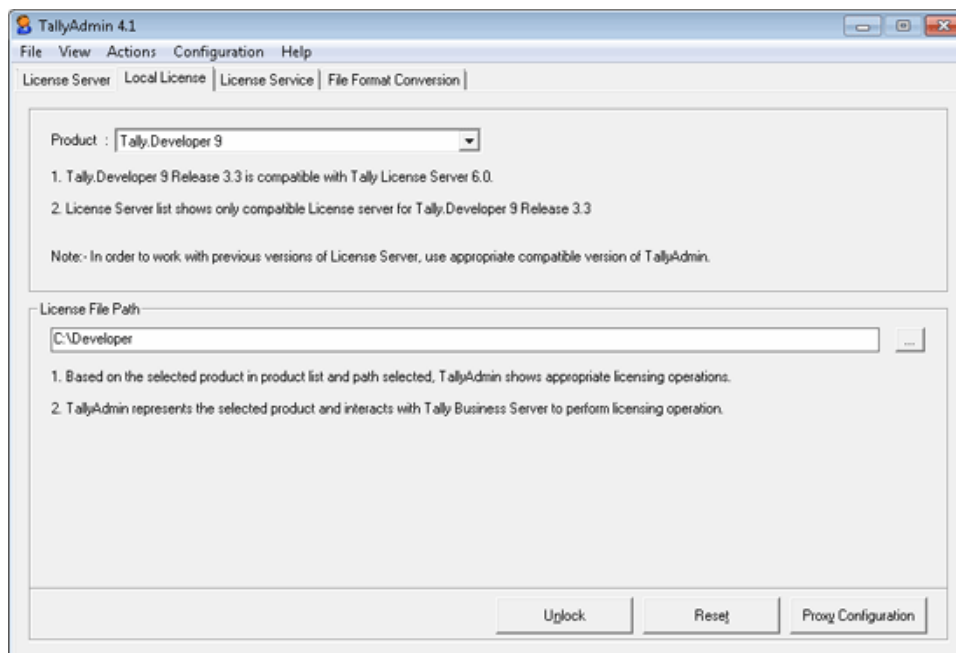 TallyAdmin 4.1
File View Actions Configuration Help
License Server Local License License Service File Format Conversion
Product : Tally.Developer 9
1. Tally.Developer 9 Release 3.3 is compatible with Tally License Server 6.0.
2. License Server list shows only compatible License server for Tally.Developer 9 Release 3.3
Note:- In order to work with previous versions of License Server, use appropriate compatible version of TallyAdmin.
License File Path
C:\Developer
...
1. Based on the selected product in product list and path selected, TallyAdmin shows appropriate licensing operations.
2. TallyAdmin represents the selected product and interacts with Tally Business Server to perform licensing operation.
Unlock Reset Proxy Configuration